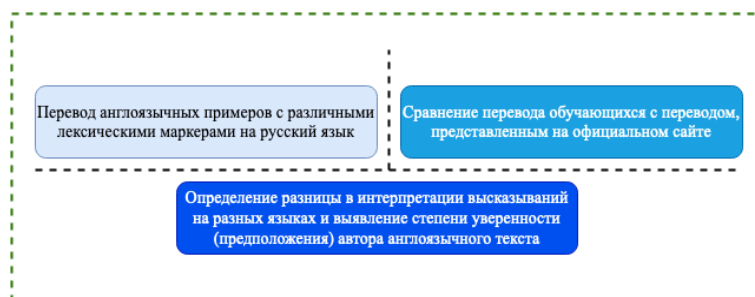 Перевод англоязычных примеров с различными
лексическими маркерами на русский язык
Сравнение перевода обучающихся с переводом,
представленным на официальном сайте
Определение разницы в интерпретации высказываний
на разных языках и выявление степени уверенности
(предположения) автора англоязычного текста